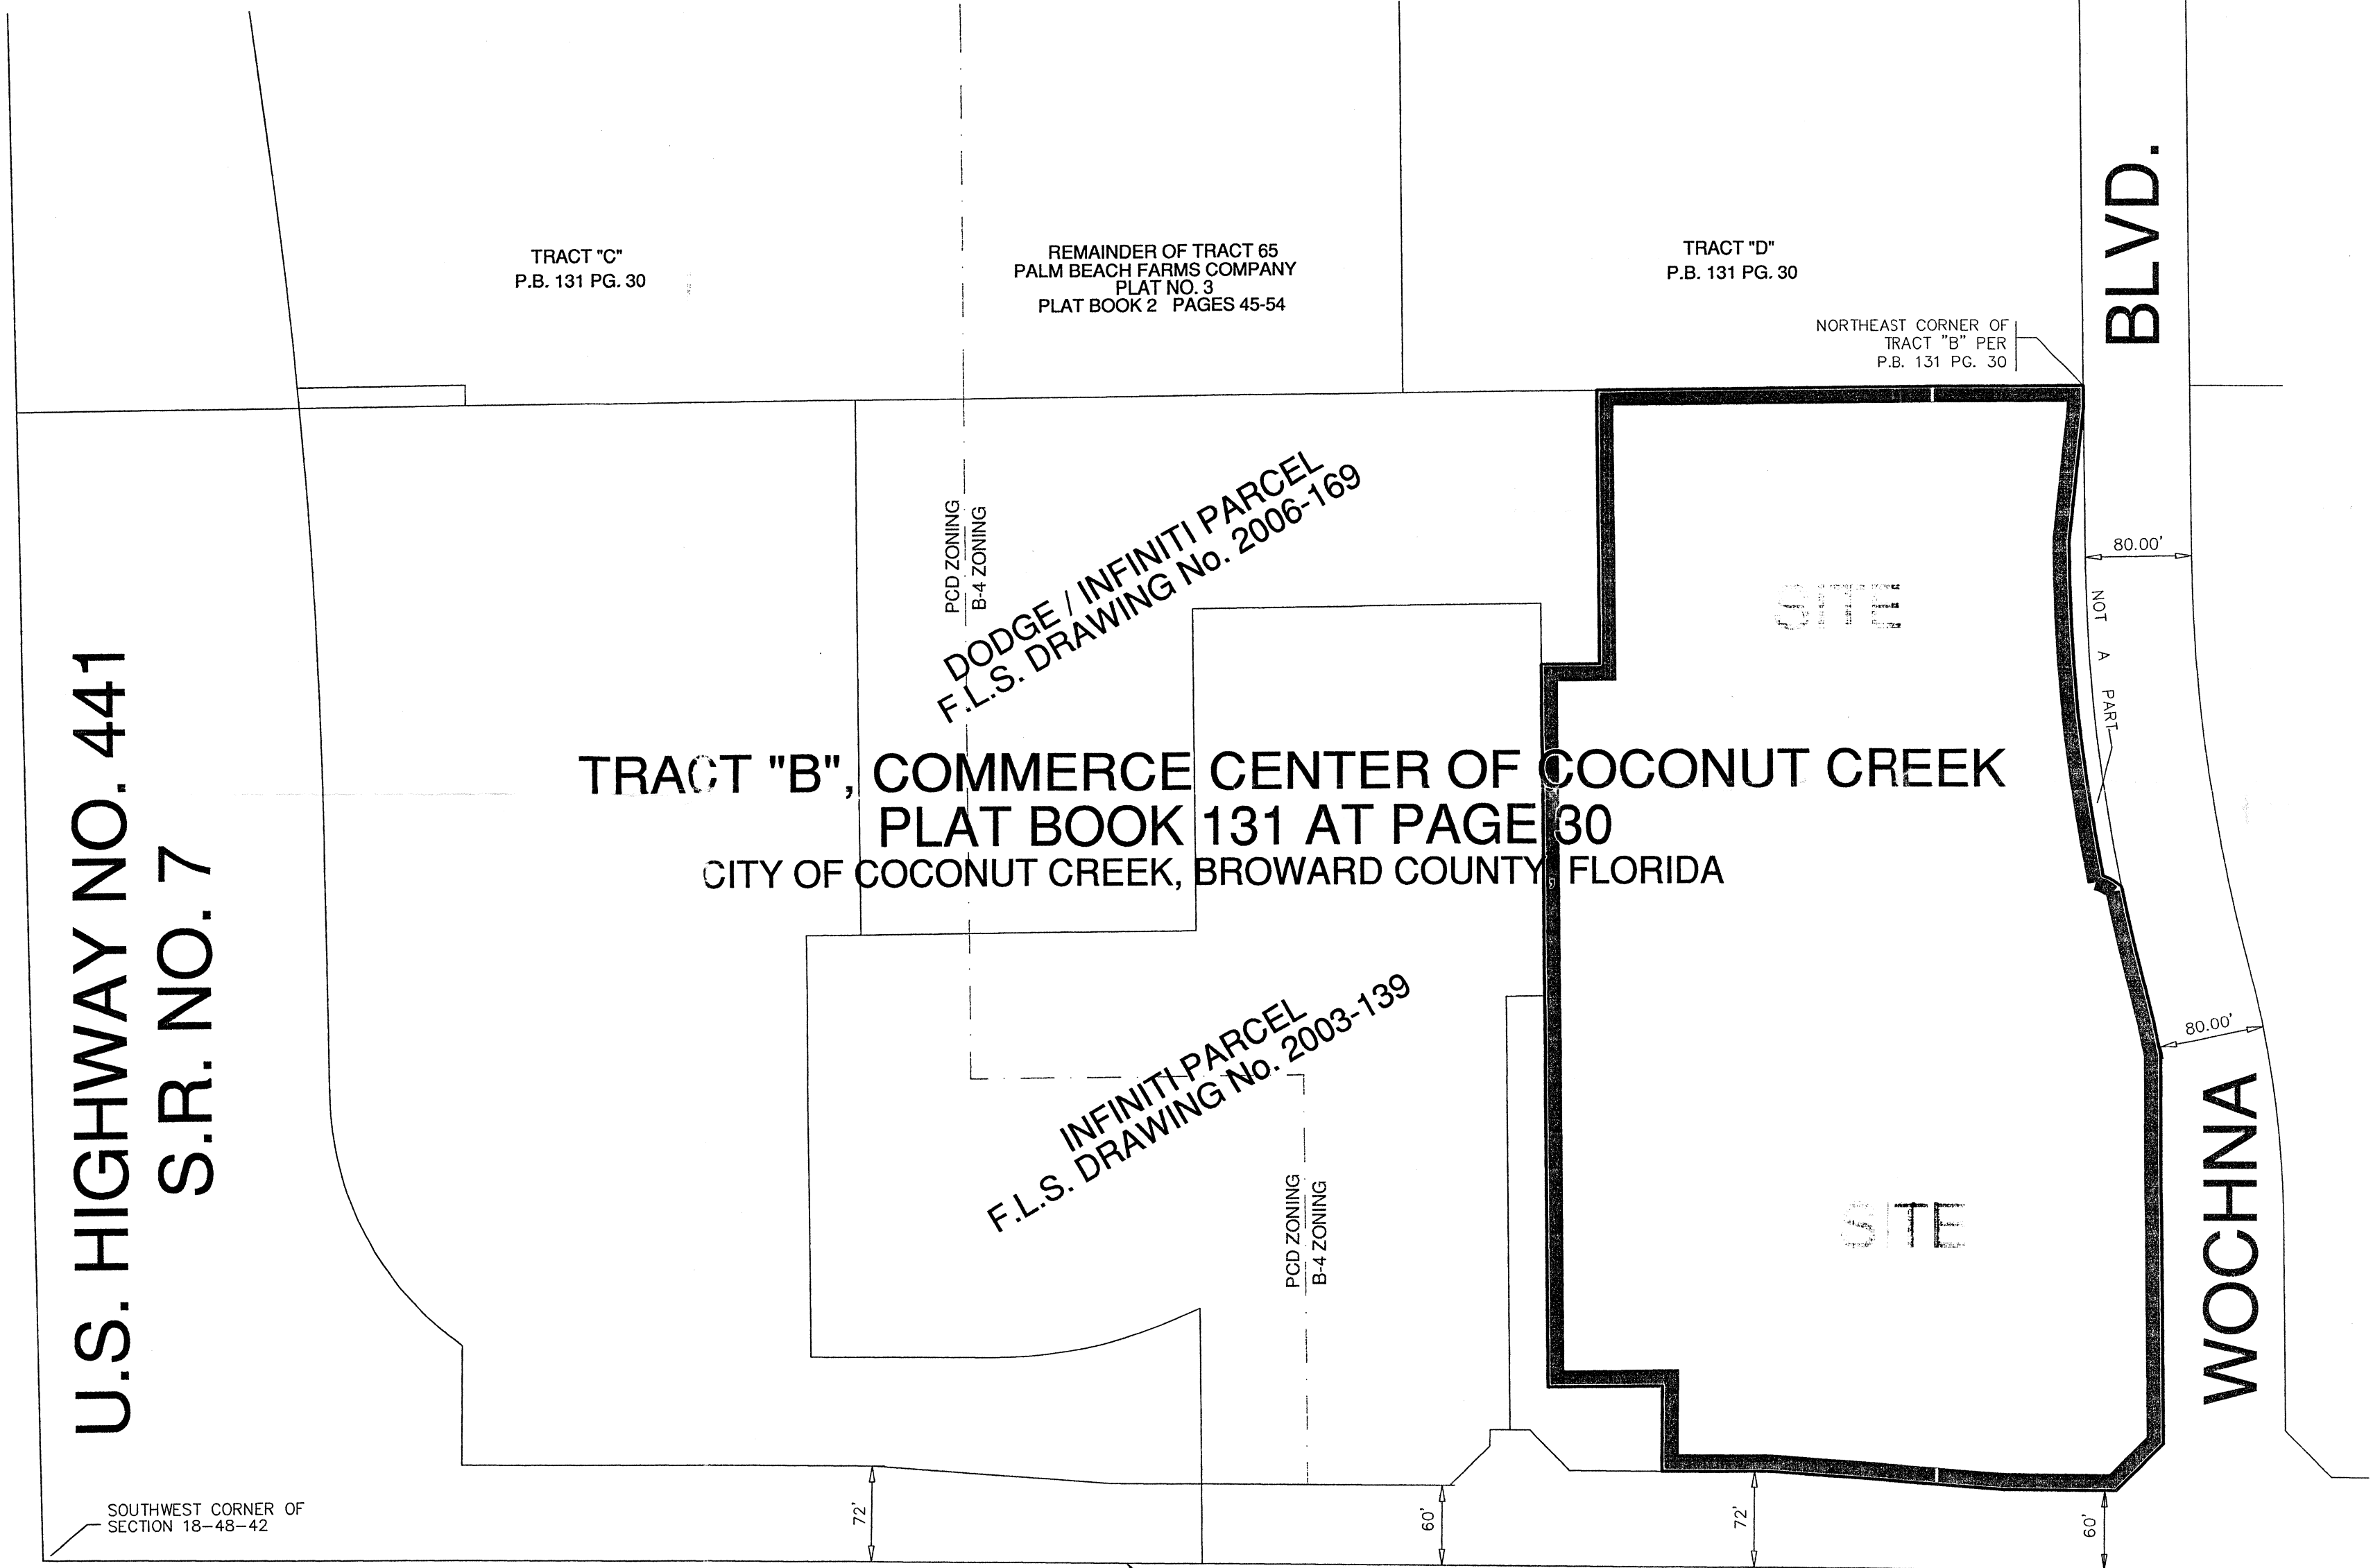 TRACT "C"
P.B. 131 PG. 30
REMAINDER OF TRACT 65
PALM BEACH FARMS COMPANY
PLAT NO. 3
PLAT BOOK 2 PAGES 45-54
TRACT "D"
P.B. 131 PG. 30
NORTHEAST CORNER OF
TRACT "B" PER
P.B. 131 PG. 30
BLVD.
PCD ZONING
B-4 ZONING
DODGE / INFINITI PARCEL
F.L.S. DRAWING No. 2006-169
SITE
80.00'
NOT A PART
U.S. HIGHWAY NO. 441
S.R. NO. 7
TRACT "B", COMMERCE CENTER OF COCONUT CREEK
PLAT BOOK 131 AT PAGE 30
CITY OF COCONUT CREEK, BROWARD COUNTY, FLORIDA
INFINITI PARCEL
F.L.S. DRAWING No. 2003-139
80.00'
PCD ZONING
B-4 ZONING
SITE
WOCHNA
SOUTHWEST CORNER OF
SECTION 18-48-42
72'
60'
72'
60'